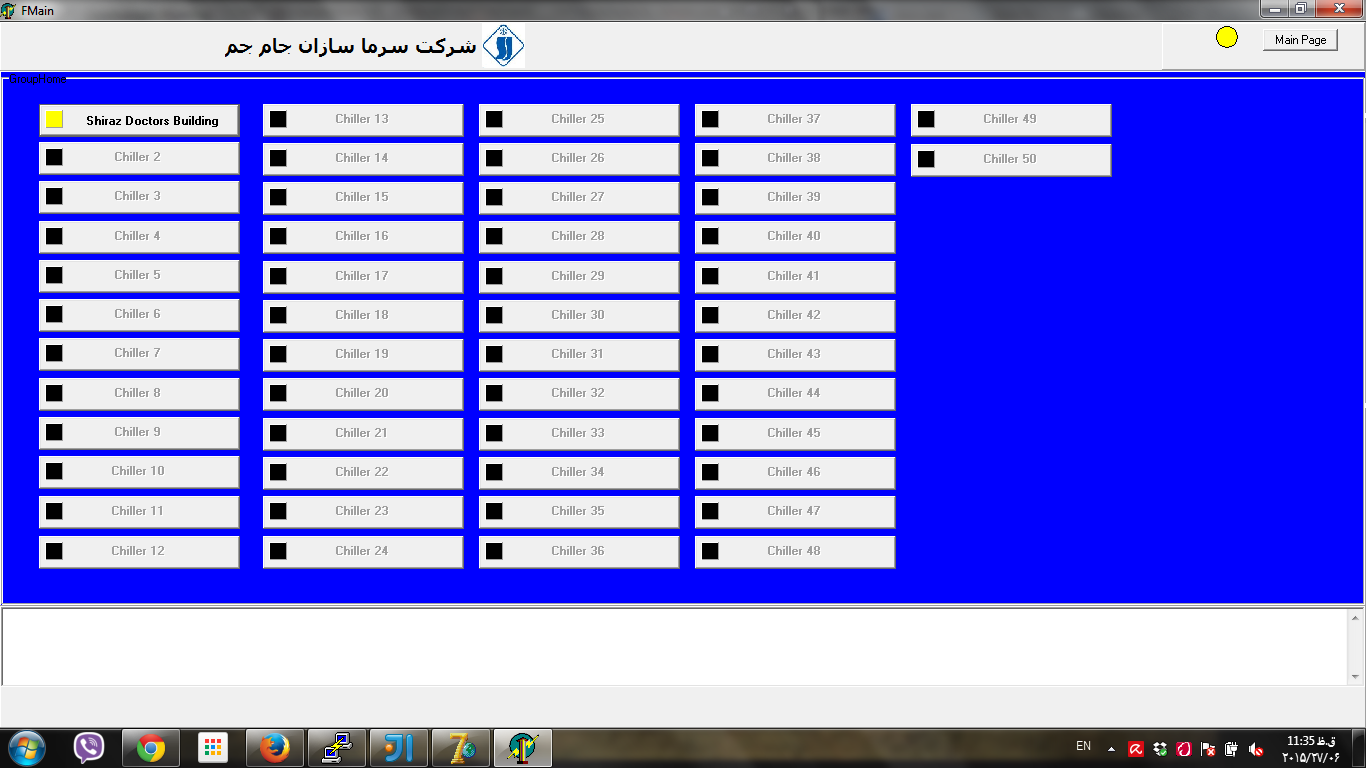 FMain
شرکت سرما سازان جام جم
Main Page
GroupHome
Shiraz Doctors Building
Chiller 2
Chiller 3
Chiller 4
Chiller 5
Chiller 6
Chiller 7
Chiller 8
Chiller 9
Chiller 10
Chiller 11
Chiller 12
Chiller 13
Chiller 14
Chiller 15
Chiller 16
Chiller 17
Chiller 18
Chiller 19
Chiller 20
Chiller 21
Chiller 22
Chiller 23
Chiller 24
Chiller 25
Chiller 26
Chiller 27
Chiller 28
Chiller 29
Chiller 30
Chiller 31
Chiller 32
Chiller 33
Chiller 34
Chiller 35
Chiller 36
Chiller 37
Chiller 38
Chiller 39
Chiller 40
Chiller 41
Chiller 42
Chiller 43
Chiller 44
Chiller 45
Chiller 46
Chiller 47
Chiller 48
Chiller 49
Chiller 50
EN
11:35 ق.ظ
۲۰۱۵/۲۷/۰۶